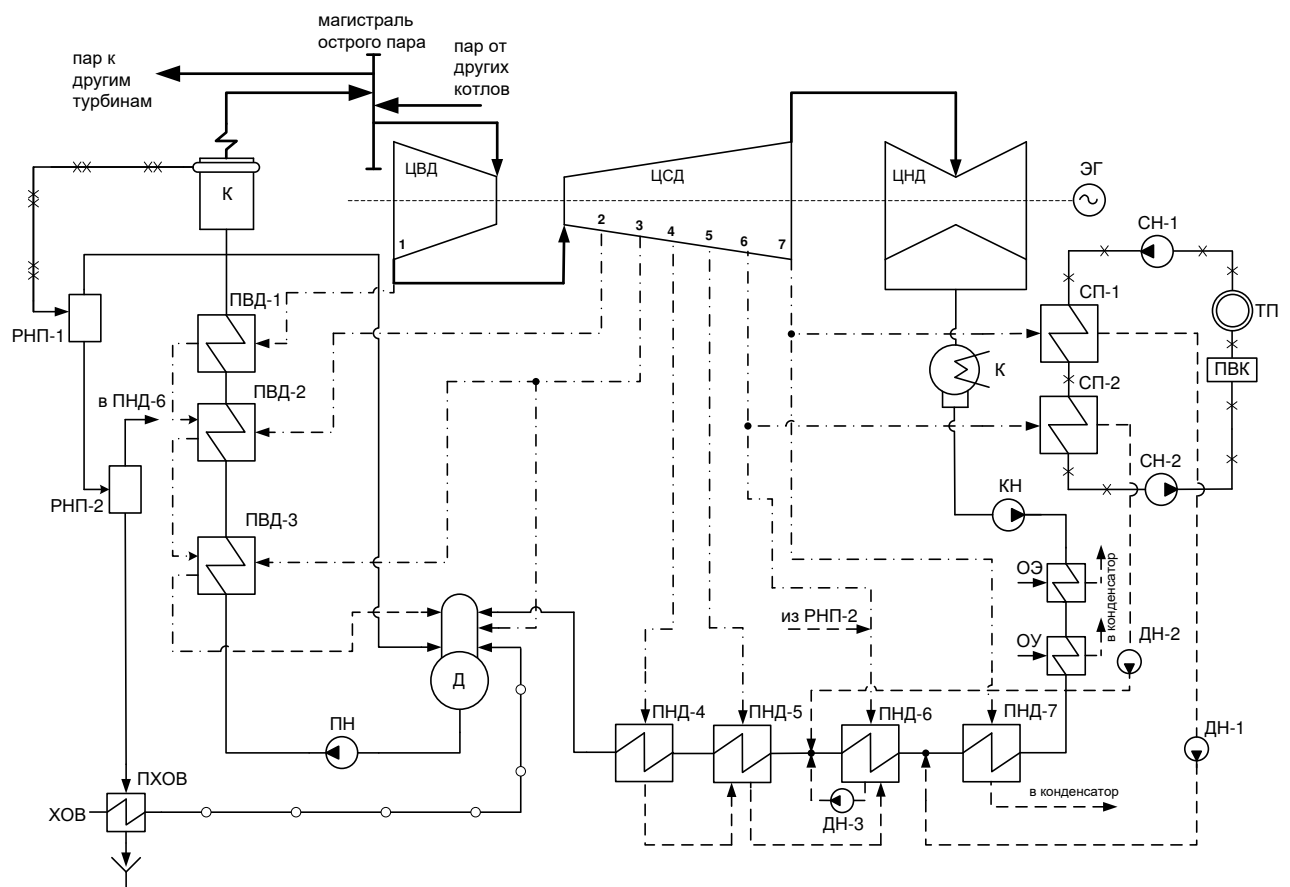 магистраль
острого пара
пар от
других
котлов
пар к
другим
турбинам
ЦВД
ЦСД
ЦНД
ЭГ
К
1
2
3
4
5
6
7
СН-1
РНП-1
ПВД-1
СП-1
ТП
ПВК
К
ПВД-2
СП-2
в ПНД-6
СН-2
РНП-2
КН
ПВД-3
ОЭ
в конденсатор
из РНП-2
ОУ
ДН-2
Д
ПНД-4
ПНД-5
ПНД-6
ПНД-7
ПН
ДН-1
ПХОВ
в конденсатор
ХОВ
ДН-3